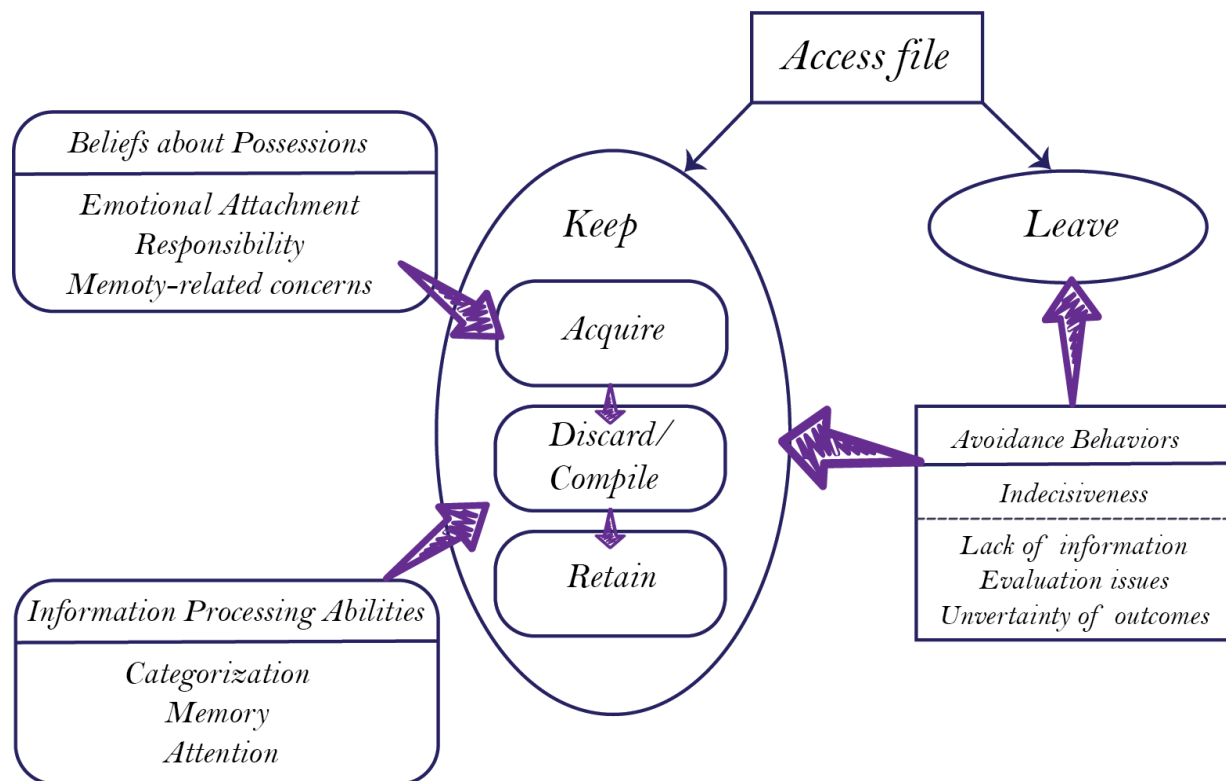 Access file
Beliefs about Possessions
Emotional Attachment
Responsibility
Memoty-related concerns
Keep
Leave
Acquire
Discard/
Compile
Retain
Avoidance Behaviors
Indecisiveness
Lack of information
Evaluation issues
Unvertainty of outcomes
Information Processing Abilities
Categorization
Memory
Attention